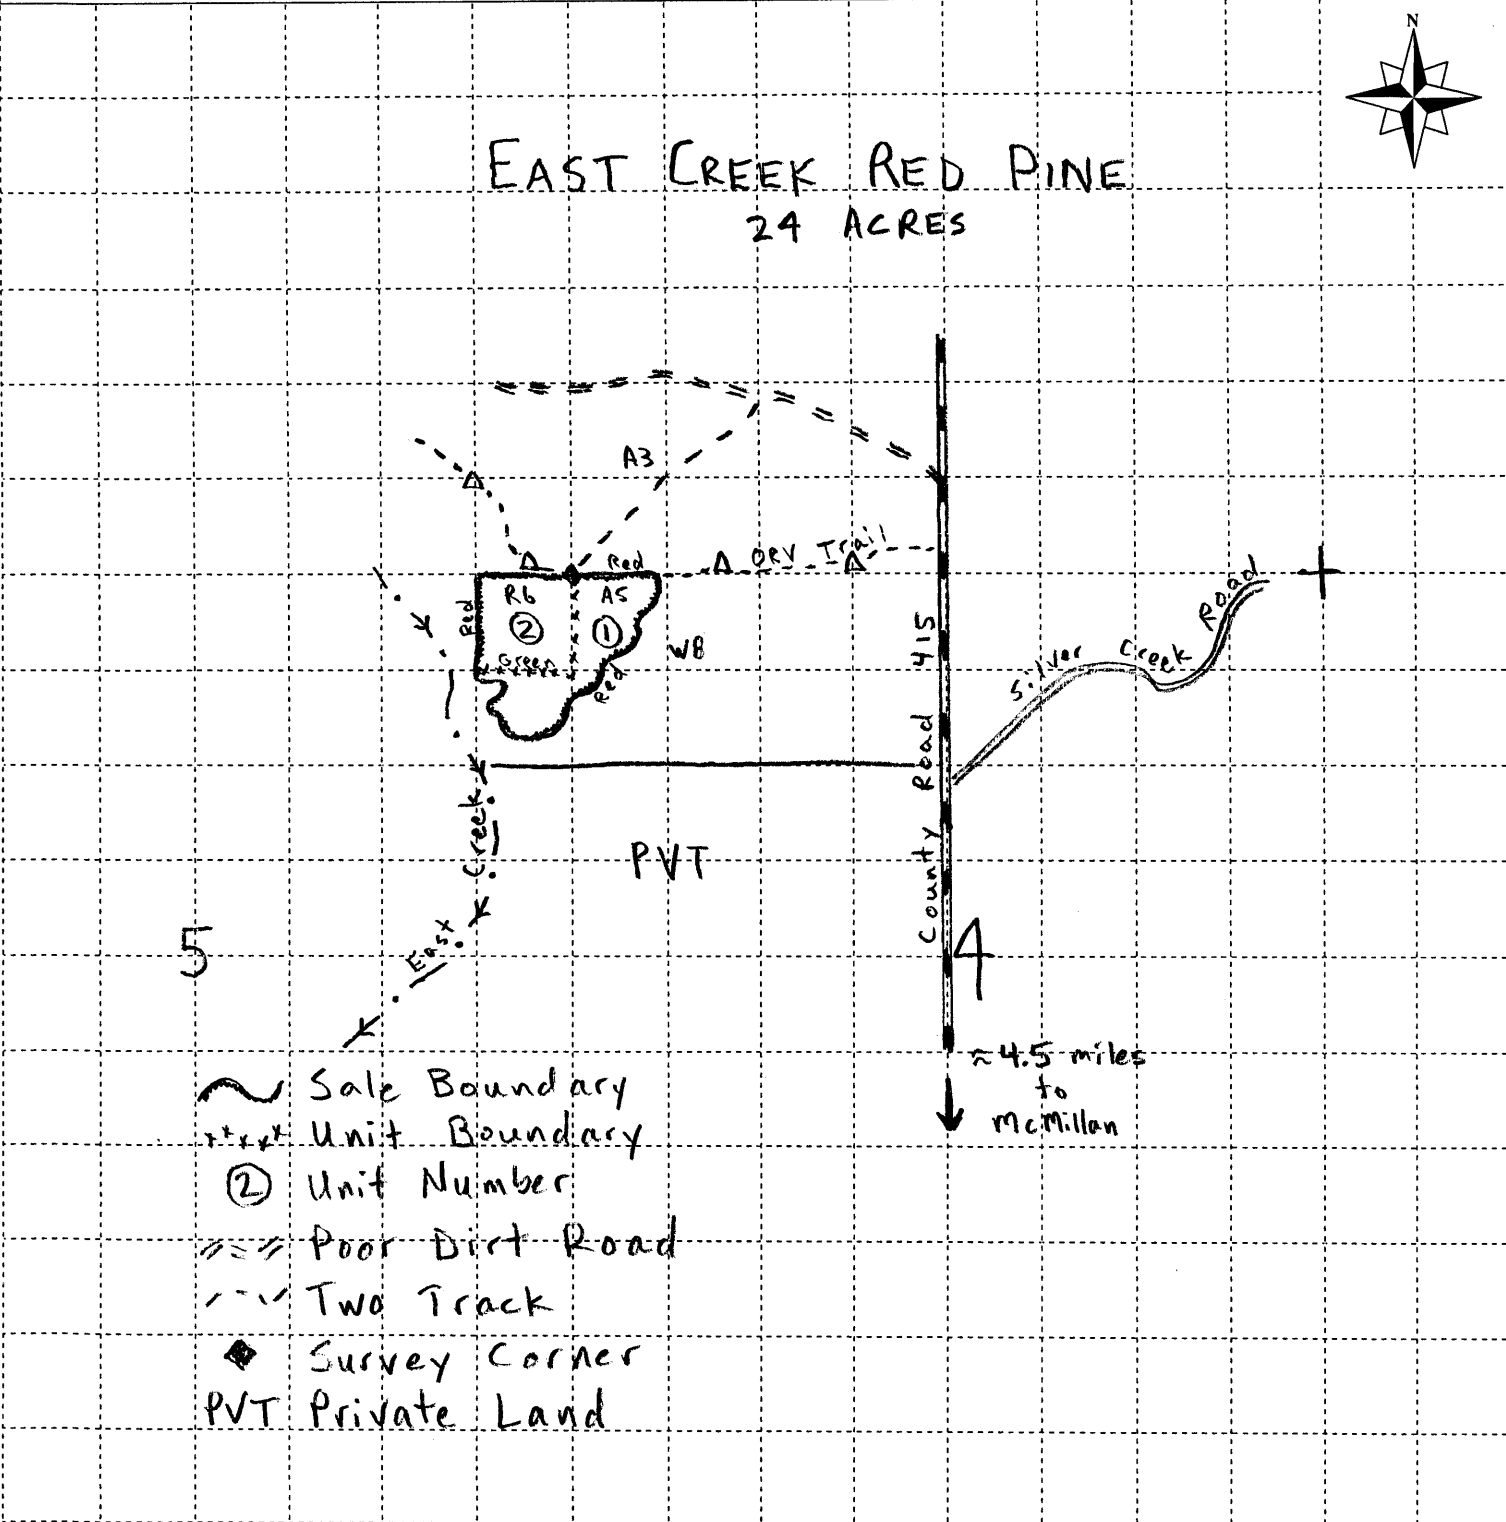 N
EAST CREEK RED PINE
24 ACRES
A3
ORV Trail
Red
R6
A5
Red
2
1
W8
Green
Red
County Road 415
Silver Creek Road
PVT
East Creek
5
4
≈4.5 miles
to
McMillan
Sale Boundary
Unit Boundary
2 Unit Number
Poor Dirt Road
Two Track
Survey Corner
PVT Private Land